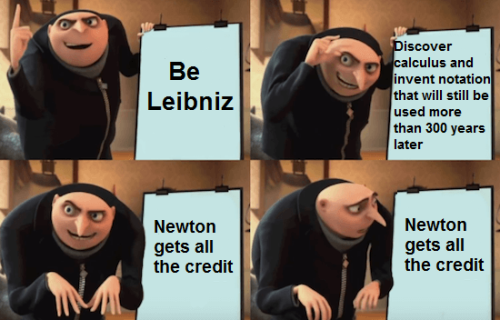 Be
Leibniz
Discover
calculus and
invent notation
that will still be
used more
than 300 years
later
Newton
gets all
the credit
Newton
gets all
the credit